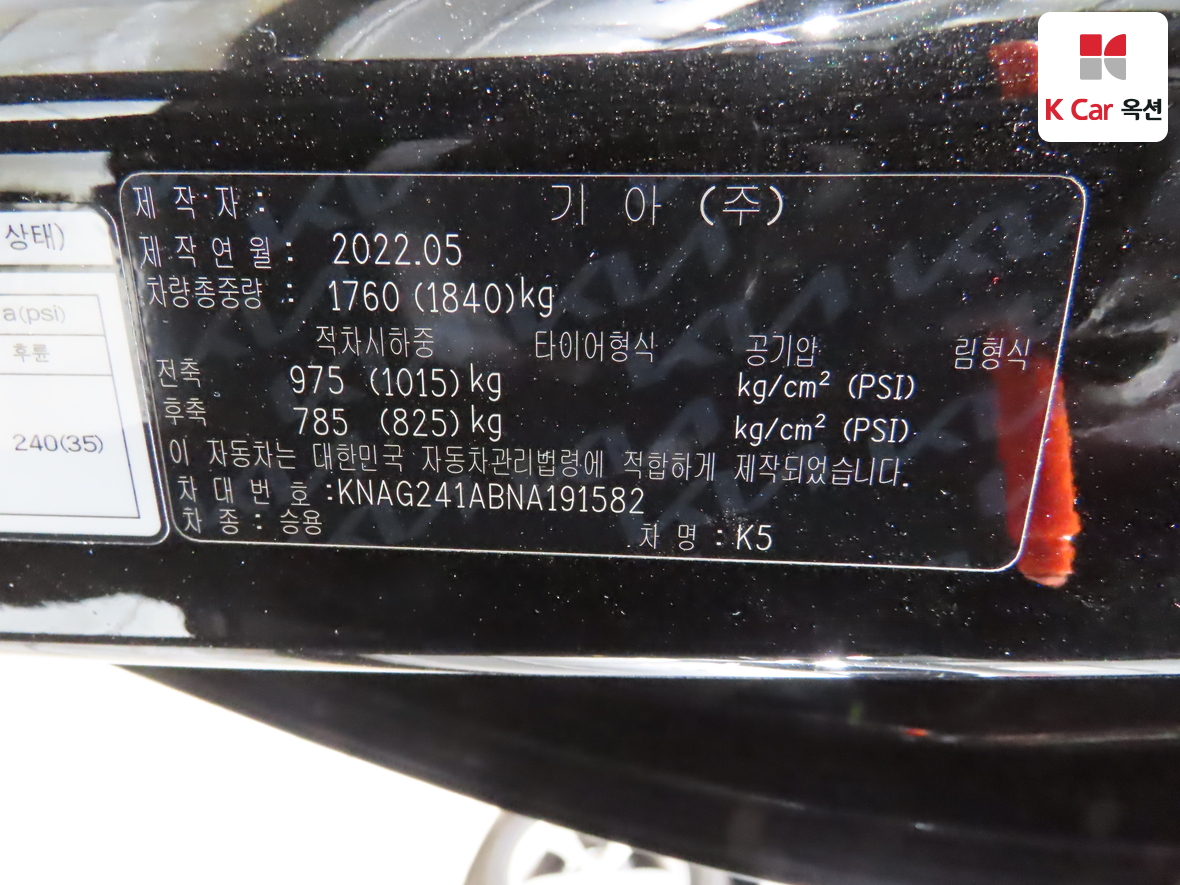 K Car 옥션
제 작 자 : 기 아 (주)
제 작 연 월 : 2022.05
차량총중량 : 1760 (1840)kg
적차시하중 타이어형식 공기압 림형식
전축 975 (1015)kg kg/cm² (PSI)
후축 785 (825)kg kg/cm² (PSI)
이 자동차는 대한민국 자동차관리법령에 적합하게 제작되었습니다.
차 대 번 호 :KNAG241ABNA191582
차 종 : 승용 차 명 : K5
상태)
a(psi)
후륜
240(35)